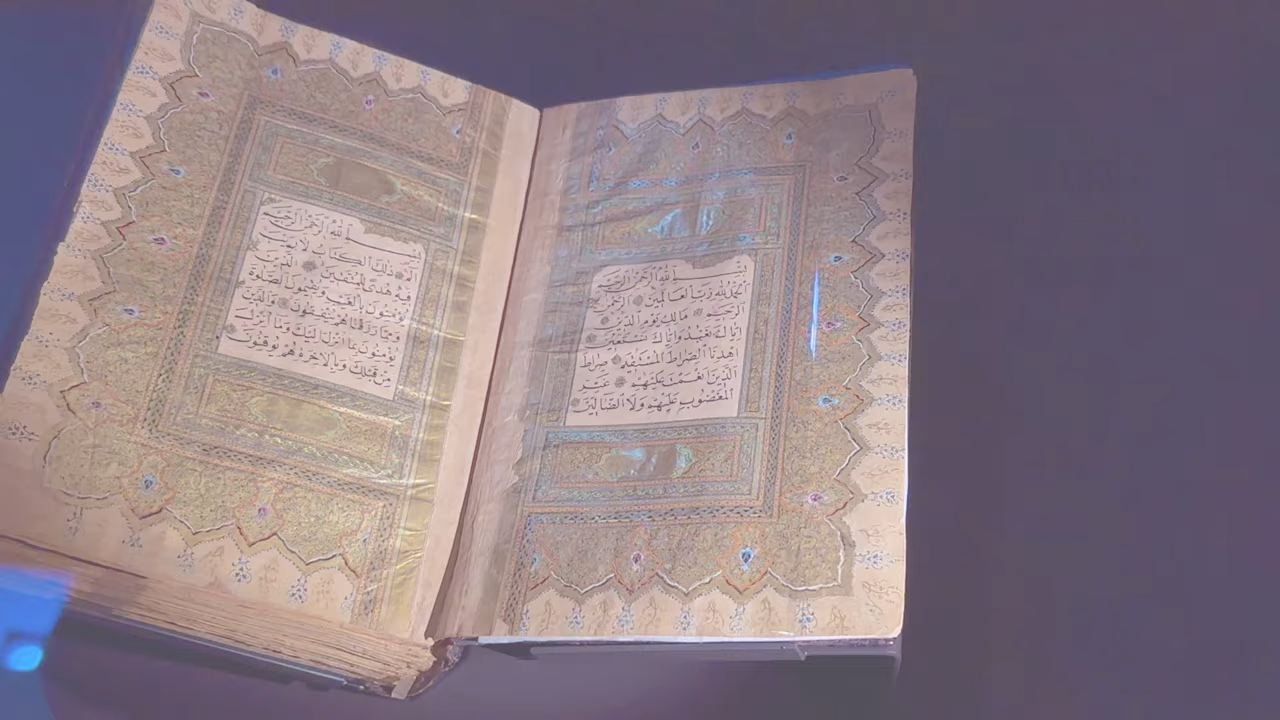 بسم الله الرحمن الرحيم
الحمد لله رب العالمين الرحمن
الرحيم مالك يوم الدين
اياك نعبد واياك نستعين
اهدنا الصراط المستقيم صراط
الذين انعمت عليهم غير
المغضوب عليهم ولا الضالين
بسم الله الرحمن الرحيم
الم ذلك الكتاب لا ريب
فيه هدى للمتقين الذين
يؤمنون بالغيب ويقيمون الصلوة
ومما رزقناهم ينفقون والذين
يؤمنون بما انزل اليك وما انزل
من قبلك وبالاخرة هم يوقنون